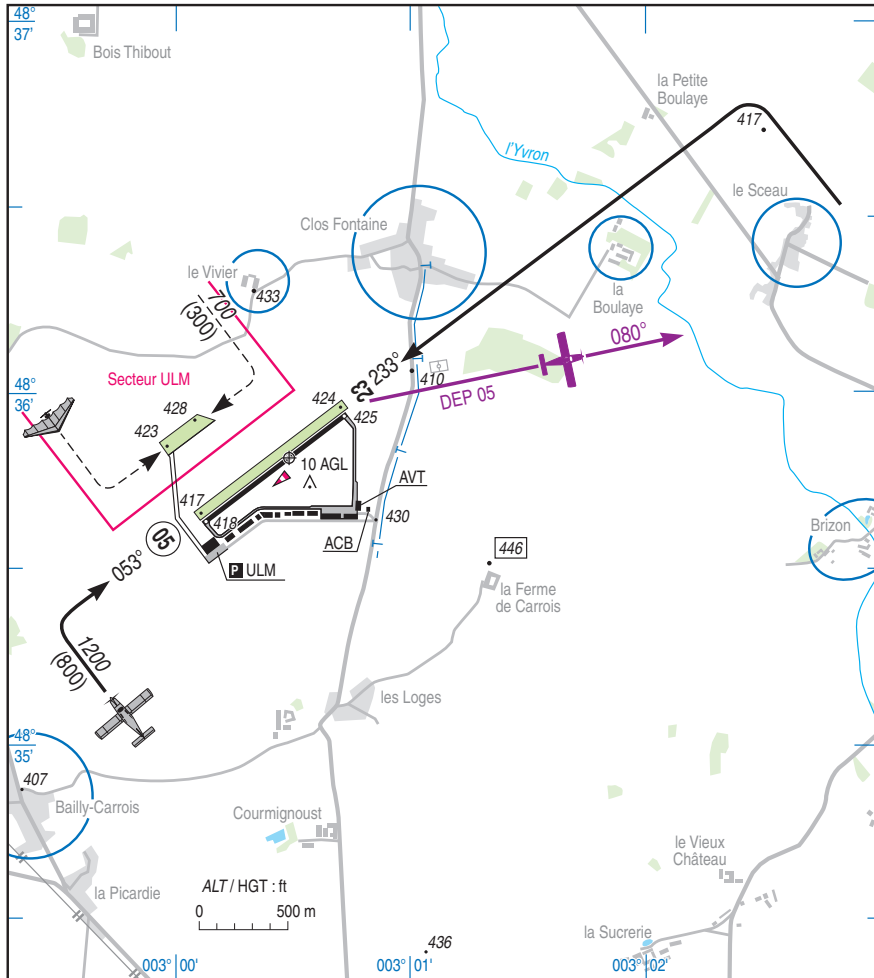 48°
37'
Bois Thibout
la Petite
Boulaye
417
l'Yvron
le Sceau
Clos Fontaine
le Vivier
433
la
Boulaye
700
(300)
080°
233°
23
410
DEP 05
48°
36'
Secteur ULM
428
423
424
425
10 AGL
417
418
AVT
430
ACB
05
053°
P ULM
446
Brizon
la Ferme
de Carrois
1200
(800)
les Loges
48°
35'
407
Bailly-Carrois
Courmignoust
le Vieux
Château
la Picardie
ALT / HGT : ft
0 500 m
la Sucrerie
436
003° 00'
003° 01'
003° 02'